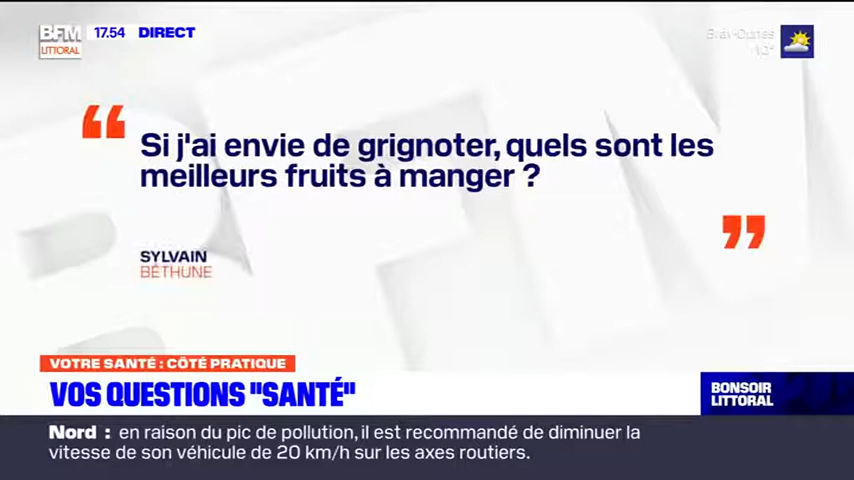 BFM
LITTORAL
17.54 DIRECT
Bray-Dunes
“
Si j'ai envie de grignoter, quels sont les
meilleurs fruits à manger ?
”
SYLVAIN
BÉTHUNE
VOTRE SANTÉ : CÔTÉ PRATIQUE
VOS QUESTIONS "SANTÉ"
BONSOIR
LITTORAL
Nord : en raison du pic de pollution, il est recommandé de diminuer la
vitesse de son véhicule de 20 km/h sur les axes routiers.